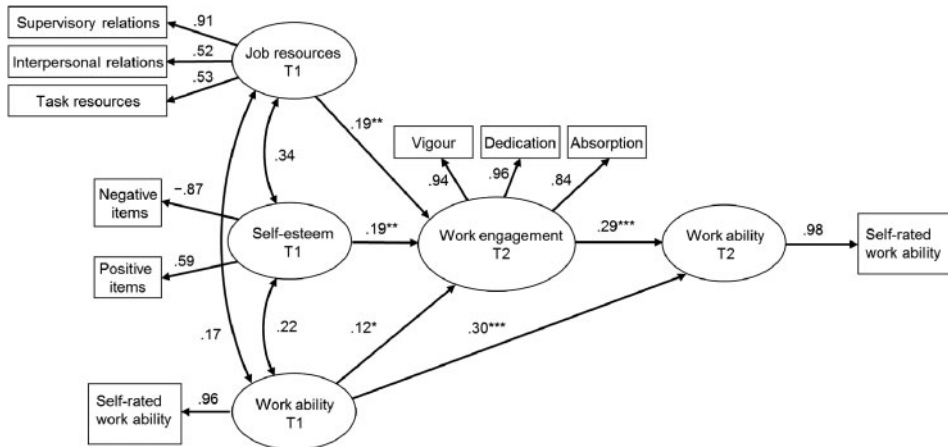 Supervisory relations
.91
Interpersonal relations
.52
Task resources
.53
Job resources
T1
.19**
Vigour
Dedication
Absorption
.94
.96
.84
.34
Negative
items
−.87
Self-esteem
T1
.19**
Work engagement
T2
.29***
Work ability
T2
.98
Self-rated
work ability
Positive
items
.59
.17
.22
.12*
.30***
Self-rated
work ability
.96
Work ability
T1